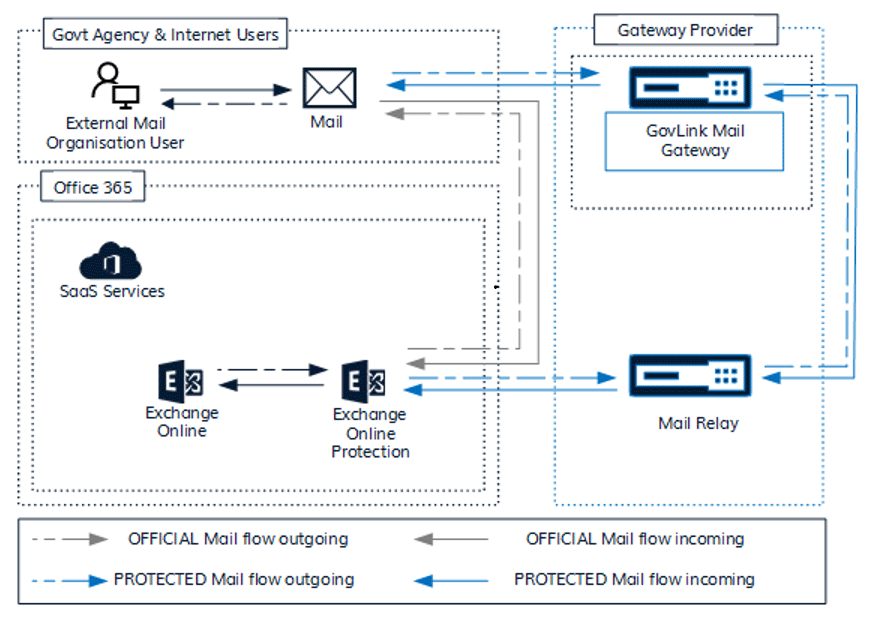 Govt Agency & Internet Users
Gateway Provider
External Mail
Organisation User
Mail
GovLink Mail
Gateway
Office 365
SaaS Services
Exchange
Online
Exchange
Online
Protection
Mail Relay
OFFICIAL Mail flow outgoing
OFFICIAL Mail flow incoming
PROTECTED Mail flow outgoing
PROTECTED Mail flow incoming